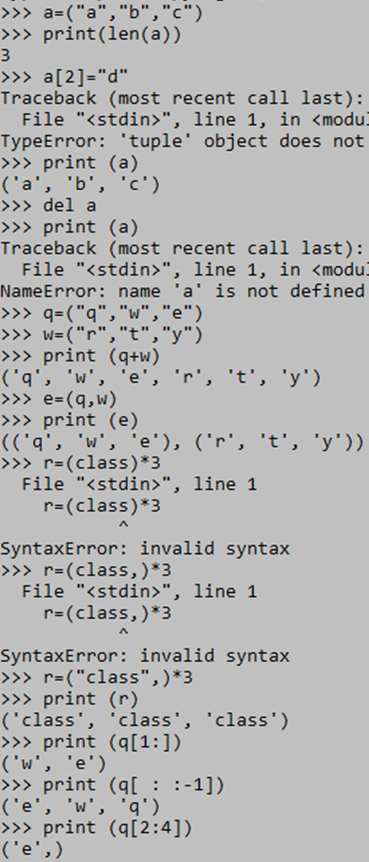 >>> a=("a","b","c")
>>> print(len(a))
3
>>> a[2]="d"
Traceback (most recent call last):
  File "<stdin>", line 1, in <modul
TypeError: 'tuple' object does not
>>> print (a)
('a', 'b', 'c')
>>> del a
>>> print (a)
Traceback (most recent call last):
  File "<stdin>", line 1, in <modul
NameError: name 'a' is not defined
>>> q=("q","w","e")
>>> w=("r","t","y")
>>> print (q+w)
('q', 'w', 'e', 'r', 't', 'y')
>>> e=(q,w)
>>> print (e)
(('q', 'w', 'e'), ('r', 't', 'y'))
>>> r=(class)*3
  File "<stdin>", line 1
    r=(class)*3
           ^
SyntaxError: invalid syntax
>>> r=(class,)*3
  File "<stdin>", line 1
    r=(class,)*3
           ^
SyntaxError: invalid syntax
>>> r=("class",)*3
>>> print (r)
('class', 'class', 'class')
>>> print (q[1:])
('w', 'e')
>>> print (q[ : :-1])
('e', 'w', 'q')
>>> print (q[2:4])
('e',)